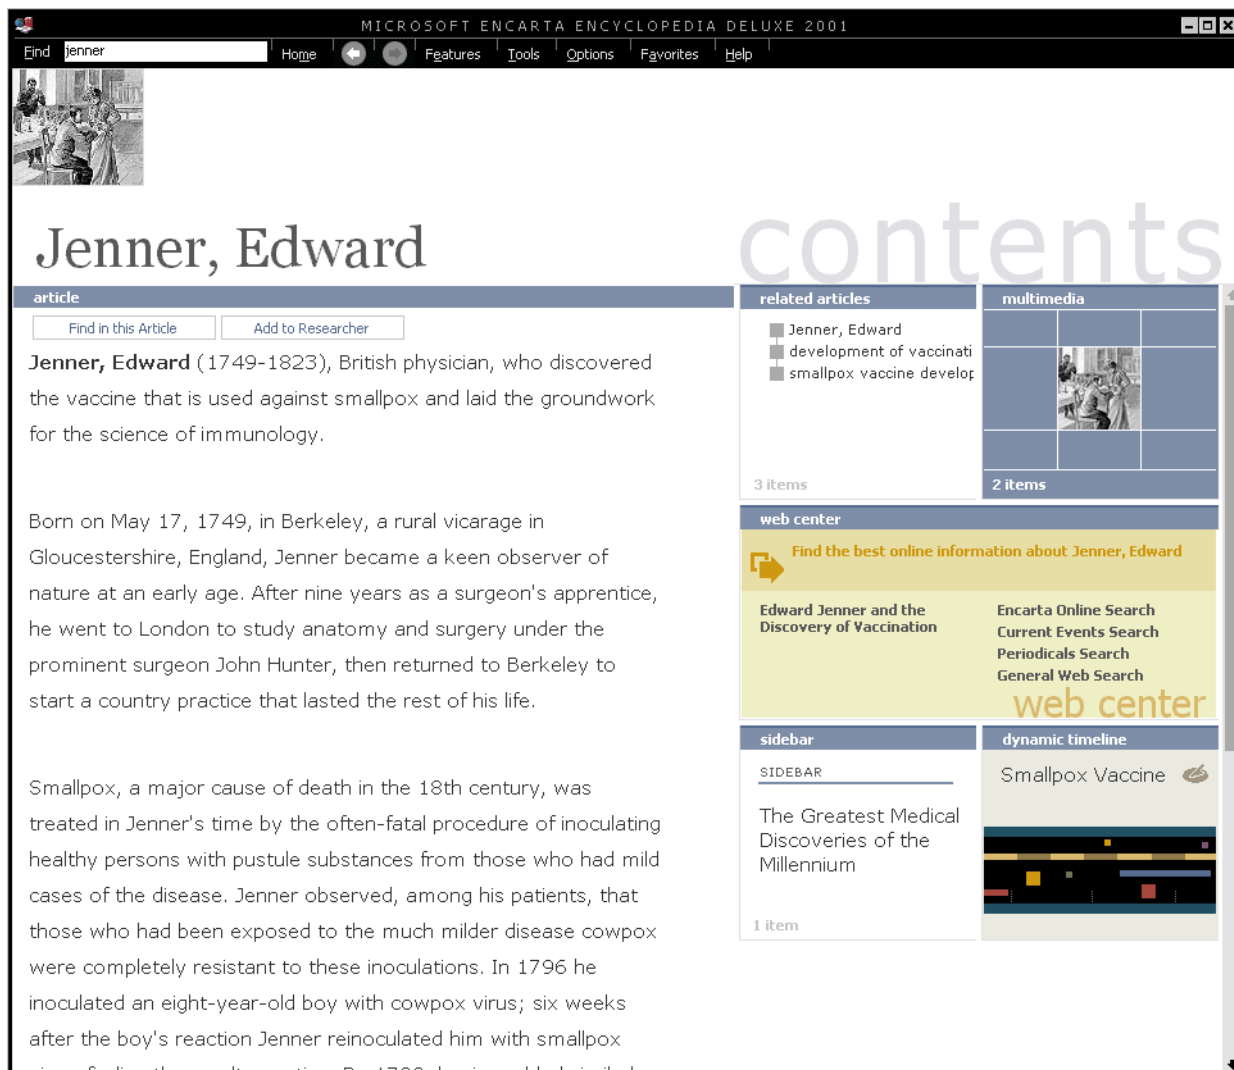 MICROSOFT ENCARTA ENCYCLOPEDIA DELUXE 2001
Find jenner Home Features Tools Options Favorites Help
Jenner, Edward
contents
article
Find in this Article Add to Researcher
Jenner, Edward (1749-1823), British physician, who discovered
the vaccine that is used against smallpox and laid the groundwork
for the science of immunology.
Born on May 17, 1749, in Berkeley, a rural vicarage in
Gloucestershire, England, Jenner became a keen observer of
nature at an early age. After nine years as a surgeon's apprentice,
he went to London to study anatomy and surgery under the
prominent surgeon John Hunter, then returned to Berkeley to
start a country practice that lasted the rest of his life.
Smallpox, a major cause of death in the 18th century, was
treated in Jenner's time by the often-fatal procedure of inoculating
healthy persons with pustule substances from those who had mild
cases of the disease. Jenner observed, among his patients, that
those who had been exposed to the much milder disease cowpox
were completely resistant to these inoculations. In 1796 he
inoculated an eight-year-old boy with cowpox virus; six weeks
after the boy's reaction Jenner reinoculated him with smallpox
related articles
Jenner, Edward
development of vaccinati
smallpox vaccine develop
3 items
multimedia
2 items
web center
Find the best online information about Jenner, Edward
Edward Jenner and the
Discovery of Vaccination
Encarta Online Search
Current Events Search
Periodicals Search
General Web Search
web center
sidebar
SIDEBAR
The Greatest Medical
Discoveries of the
Millennium
1 item
dynamic timeline
Smallpox Vaccine